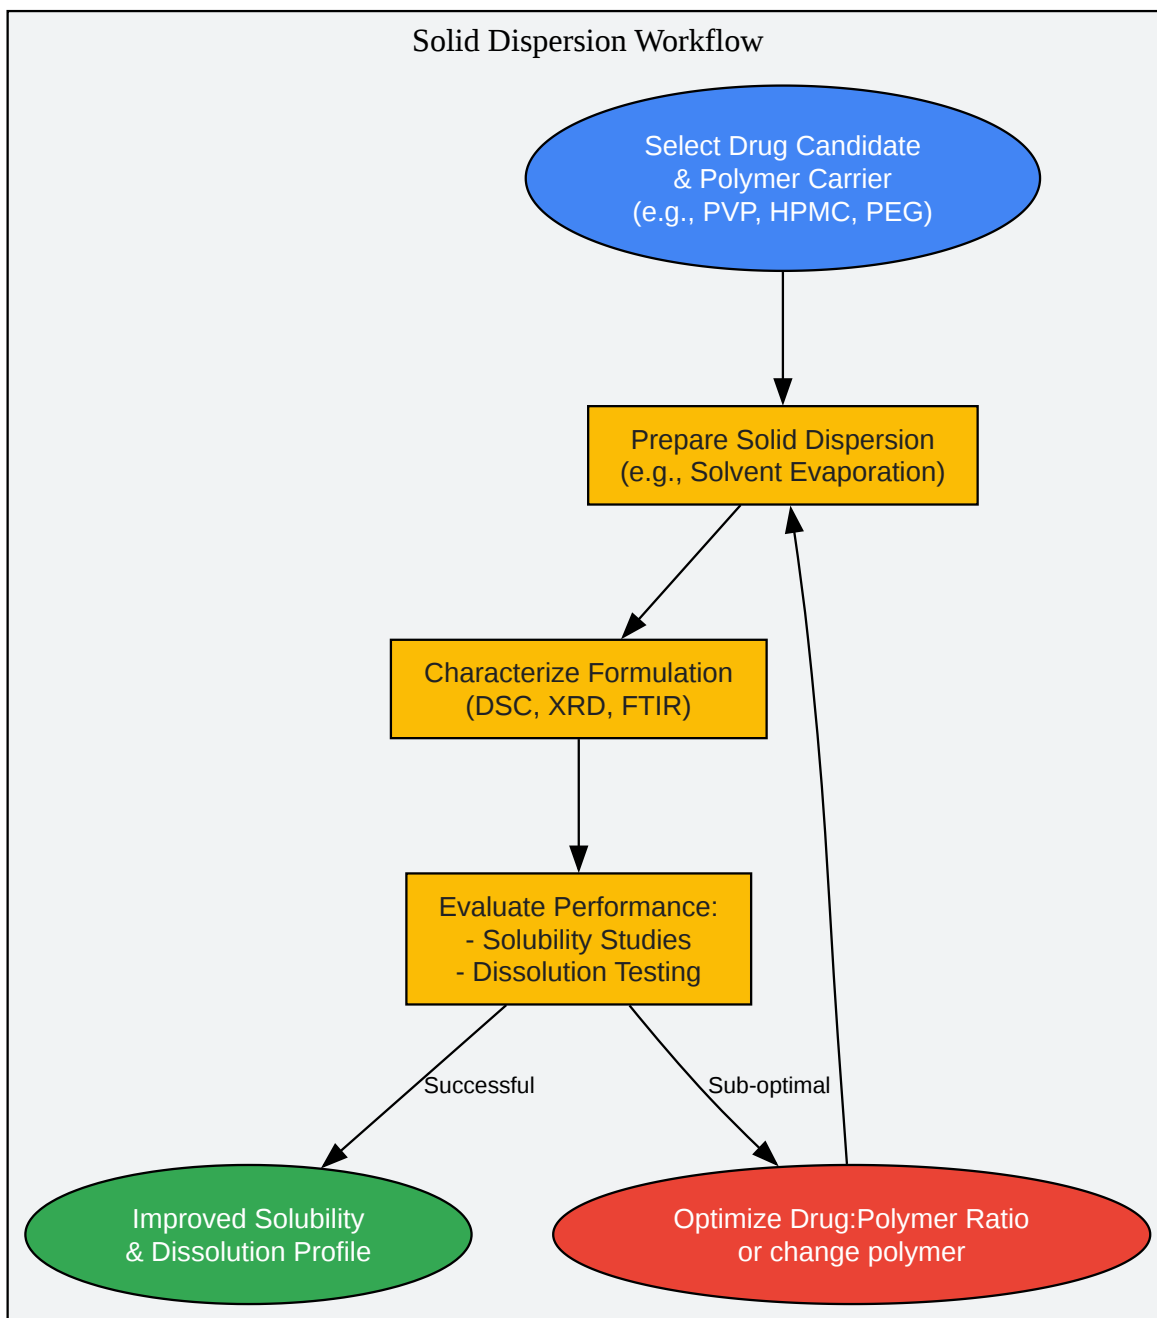 Solid Dispersion Workflow
Select Drug Candidate
& Polymer Carrier
(e.g., PVP, HPMC, PEG)
Prepare Solid Dispersion
(e.g., Solvent Evaporation)
Characterize Formulation
(DSC, XRD, FTIR)
Evaluate Performance:
- Solubility Studies
- Dissolution Testing
Successful
Sub-optimal
Improved Solubility
& Dissolution Profile
Optimize Drug:Polymer Ratio
or change polymer